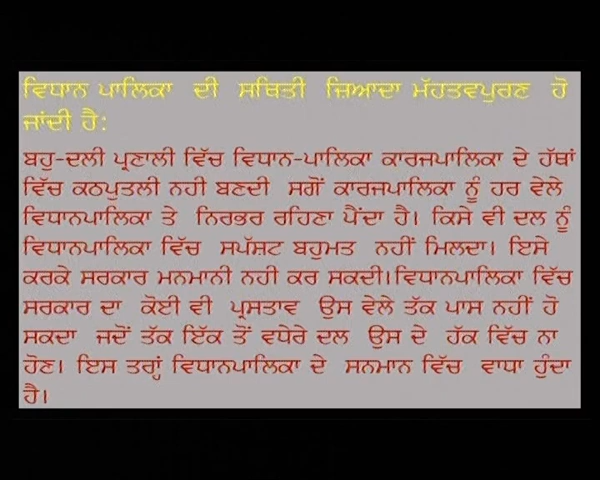 ਵਿਧਾਨ ਪਾਲਿਕਾ ਦੀ ਸਥਿਤੀ ਜ਼ਿਆਦਾ ਮੱਹਤਵਪੁਰਣ ਹੋ
ਜਾਂਦੀ ਹੈ:
ਬਹੁ-ਦਲੀ ਪ੍ਰਣਾਲੀ ਵਿੱਚ ਵਿਧਾਨ-ਪਾਲਿਕਾ ਕਾਰਜਪਾਲਿਕਾ ਦੇ ਹੱਥਾਂ
ਵਿੱਚ ਕਠਪੁਤਲੀ ਨਹੀ ਬਣਦੀ ਸਗੋਂ ਕਾਰਜਪਾਲਿਕਾ ਨੂੰ ਹਰ ਵੇਲੇ
ਵਿਧਾਨਪਾਲਿਕਾ ਤੇ ਨਿਰਭਰ ਰਹਿਣਾ ਪੈਂਦਾ ਹੈ। ਕਿਸੇ ਵੀ ਦਲ ਨੂੰ
ਵਿਧਾਨਪਾਲਿਕਾ ਵਿੱਚ ਸਪੱਸ਼ਟ ਬਹੁਮਤ ਨਹੀਂ ਮਿਲਦਾ। ਇਸੇ
ਕਰਕੇ ਸਰਕਾਰ ਮਨਮਾਨੀ ਨਹੀ ਕਰ ਸਕਦੀ।ਵਿਧਾਨਪਾਲਿਕਾ ਵਿੱਚ
ਸਰਕਾਰ ਦਾ ਕੋਈ ਵੀ ਪ੍ਰਸਤਾਵ ਉਸ ਵੇਲੇ ਤੱਕ ਪਾਸ ਨਹੀਂ ਹੋ
ਸਕਦਾ ਜਦੋਂ ਤੱਕ ਇੱਕ ਤੋਂ ਵਧੇਰੇ ਦਲ ਉਸ ਦੇ ਹੱਕ ਵਿੱਚ ਨਾ
ਹੋਣ। ਇਸ ਤਰ੍ਹਾਂ ਵਿਧਾਨਪਾਲਿਕਾ ਦੇ ਸਨਮਾਨ ਵਿੱਚ ਵਾਧਾ ਹੁੰਦਾ
ਹੈ।